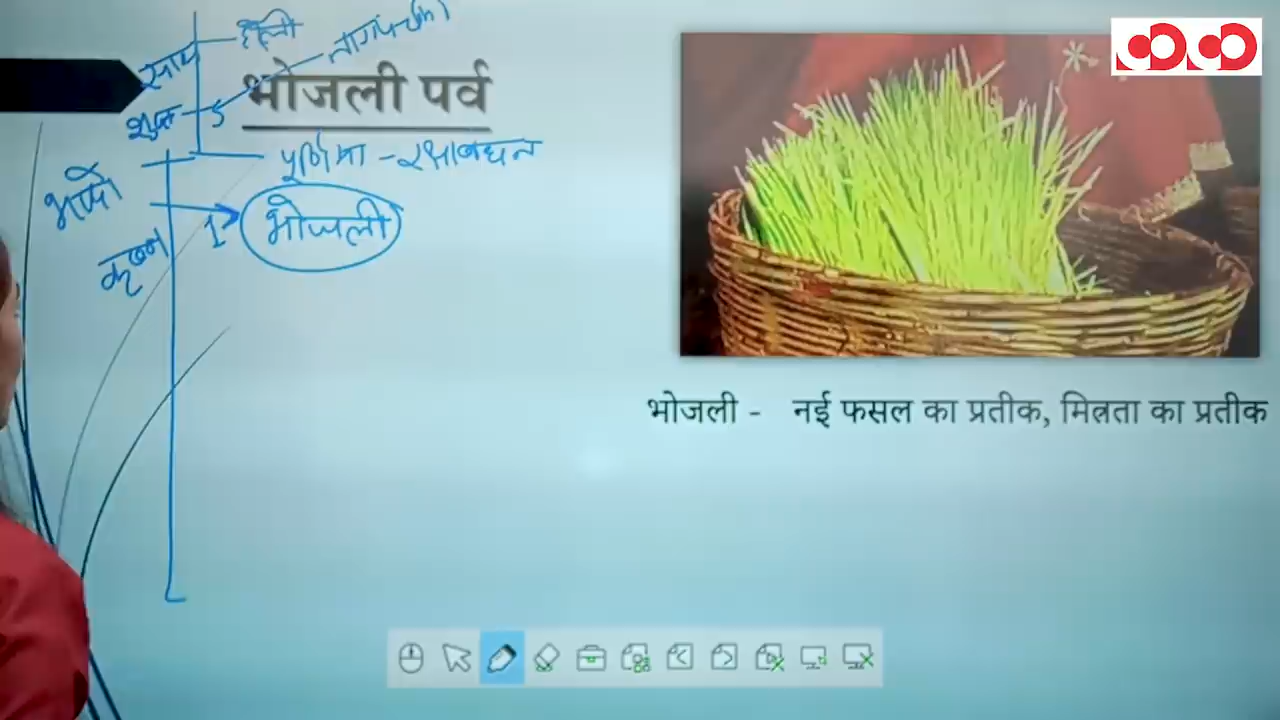 हरेली
नागपंचमी
सावन
भोजली पर्व
शुक्ल 5
पूर्णिमा - रक्षाबंधन
भादो
1 भोजली
कृष्ण
भोजली - नई फसल का प्रतीक, मित्रता का प्रतीक